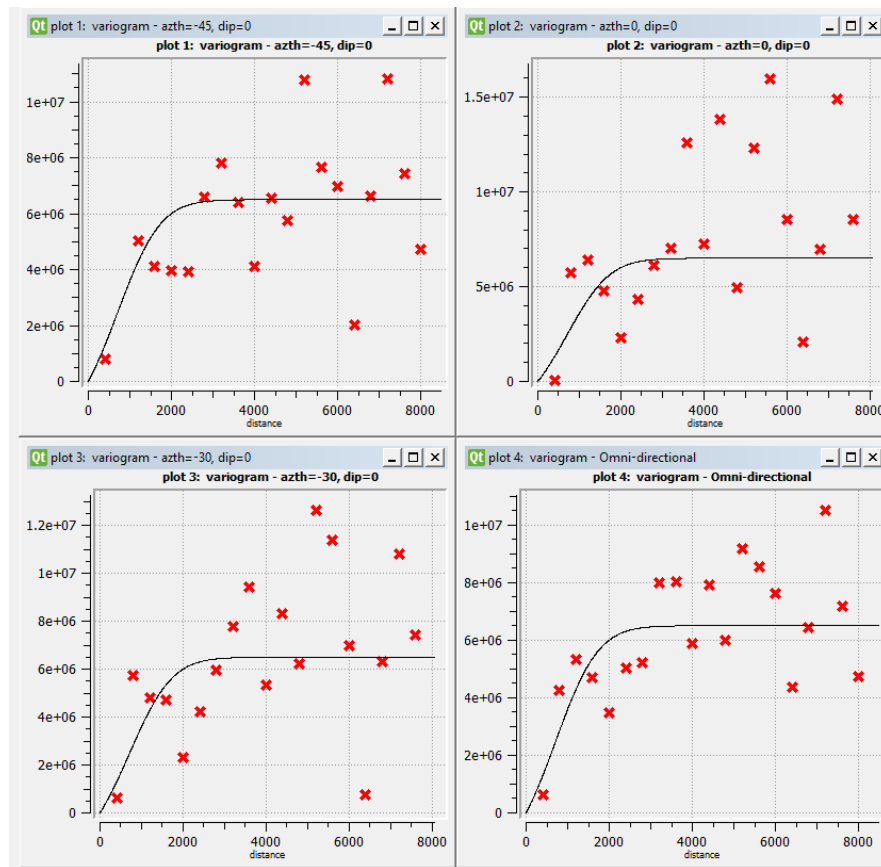 Qt plot 1: variogram - azth=-45, dip=0
plot 1: variogram - azth=-45, dip=0
1e+07
8e+06
6e+06
4e+06
2e+06
0
0 2000 4000 6000 8000
distance
Qt plot 2: variogram - azth=0, dip=0
plot 2: variogram - azth=0, dip=0
1.5e+07
1e+07
5e+06
0
0 2000 4000 6000 8000
distance
Qt plot 3: variogram - azth=-30, dip=0
plot 3: variogram - azth=-30, dip=0
1.2e+07
1e+07
8e+06
6e+06
4e+06
2e+06
0
0 2000 4000 6000 8000
distance
Qt plot 4: variogram - Omni-directional
plot 4: variogram - Omni-directional
1e+07
8e+06
6e+06
4e+06
2e+06
0
0 2000 4000 6000 8000
distance